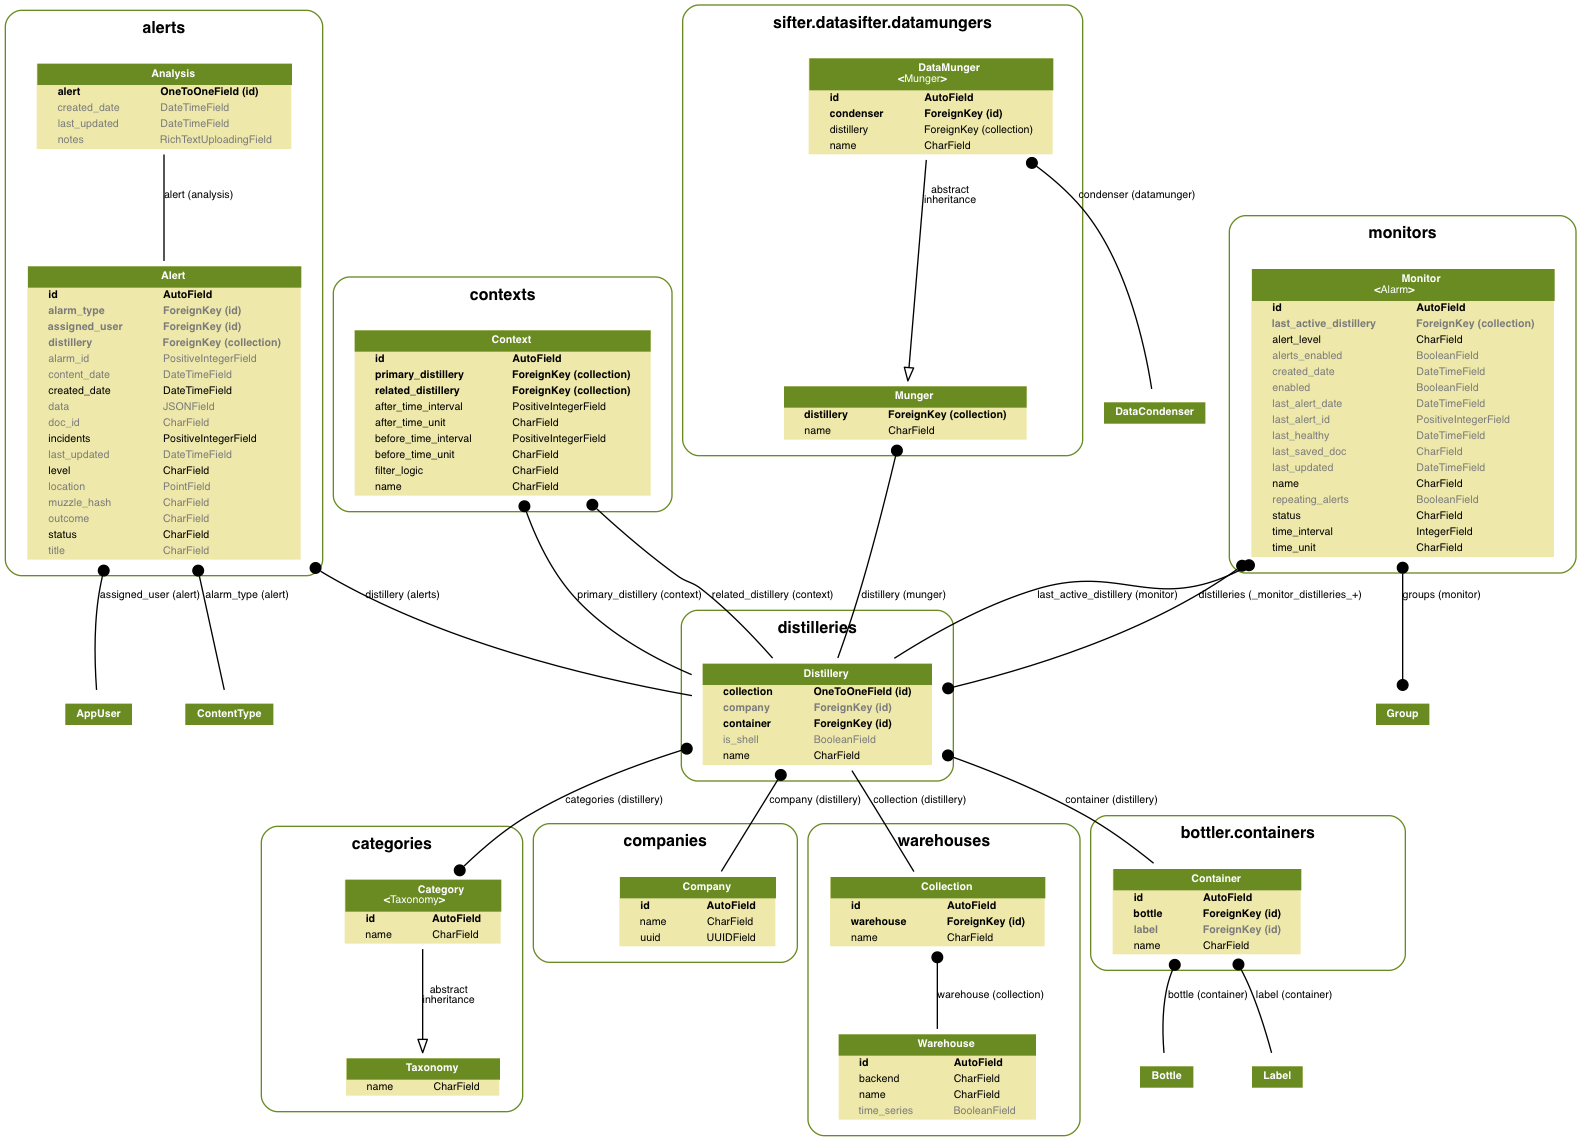 alerts
Analysis
alert OneToOneField (id)
created_date DateTimeField
last_updated DateTimeField
notes RichTextUploadingField
alert (analysis)
Alert
id AutoField
alarm_type ForeignKey (id)
assigned_user ForeignKey (id)
distillery ForeignKey (collection)
alarm_id PositiveIntegerField
content_date DateTimeField
created_date DateTimeField
data JSONField
doc_id CharField
incidents PositiveIntegerField
last_updated DateTimeField
level CharField
location PointField
muzzle_hash CharField
outcome CharField
status CharField
title CharField
contexts
Context
id AutoField
primary_distillery ForeignKey (collection)
related_distillery ForeignKey (collection)
after_time_interval PositiveIntegerField
after_time_unit CharField
before_time_interval PositiveIntegerField
before_time_unit CharField
filter_logic CharField
name CharField
sifter.datasifter.datamungers
DataMunger
<Munger>
id AutoField
condenser ForeignKey (id)
distillery ForeignKey (collection)
name CharField
abstract
inheritance
condenser (datamunger)
Munger
distillery ForeignKey (collection)
name CharField
DataCondenser
monitors
Monitor
<Alarm>
id AutoField
last_active_distillery ForeignKey (collection)
alert_level CharField
alerts_enabled BooleanField
created_date DateTimeField
enabled BooleanField
last_alert_date DateTimeField
last_alert_id PositiveIntegerField
last_healthy DateTimeField
last_saved_doc CharField
last_updated DateTimeField
name CharField
repeating_alerts BooleanField
status CharField
time_interval IntegerField
time_unit CharField
assigned_user (alert) alarm_type (alert) distillery (alerts) primary_distillery (context) related_distillery (context) distillery (munger) last_active_distillery (monitor) distilleries (_monitor_distilleries_+) groups (monitor)
AppUser
ContentType
Group
distilleries
Distillery
collection OneToOneField (id)
company ForeignKey (id)
container ForeignKey (id)
is_shell BooleanField
name CharField
categories (distillery) company (distillery) collection (distillery) container (distillery)
categories
Category
<Taxonomy>
id AutoField
name CharField
abstract
inheritance
Taxonomy
name CharField
companies
Company
id AutoField
name CharField
uuid UUIDField
warehouses
Collection
id AutoField
warehouse ForeignKey (id)
name CharField
warehouse (collection)
Warehouse
id AutoField
backend CharField
name CharField
time_series BooleanField
bottler.containers
Container
id AutoField
bottle ForeignKey (id)
label ForeignKey (id)
name CharField
bottle (container) label (container)
Bottle
Label